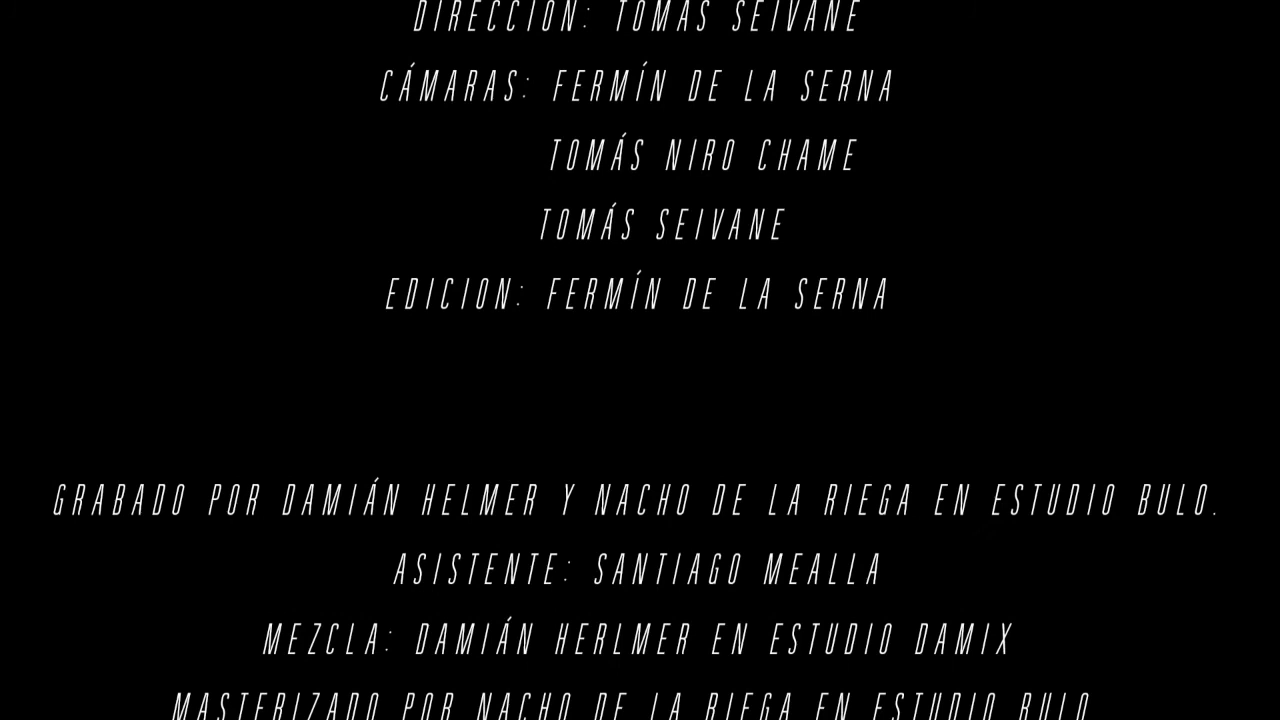 DIRECCION: TOMÁS SEIVANE
CÁMARAS: FERMÍN DE LA SERNA
TOMÁS NIRO CHAME
TOMÁS SEIVANE
EDICION: FERMÍN DE LA SERNA
GRABADO POR DAMIÁN HELMER Y NACHO DE LA RIEGA EN ESTUDIO BULO.
ASISTENTE: SANTIAGO MEALLA
MEZCLA: DAMIÁN HERLMER EN ESTUDIO DAMIX
MASTERIZADO POR NACHO DE LA RIEGA EN ESTUDIO BULO